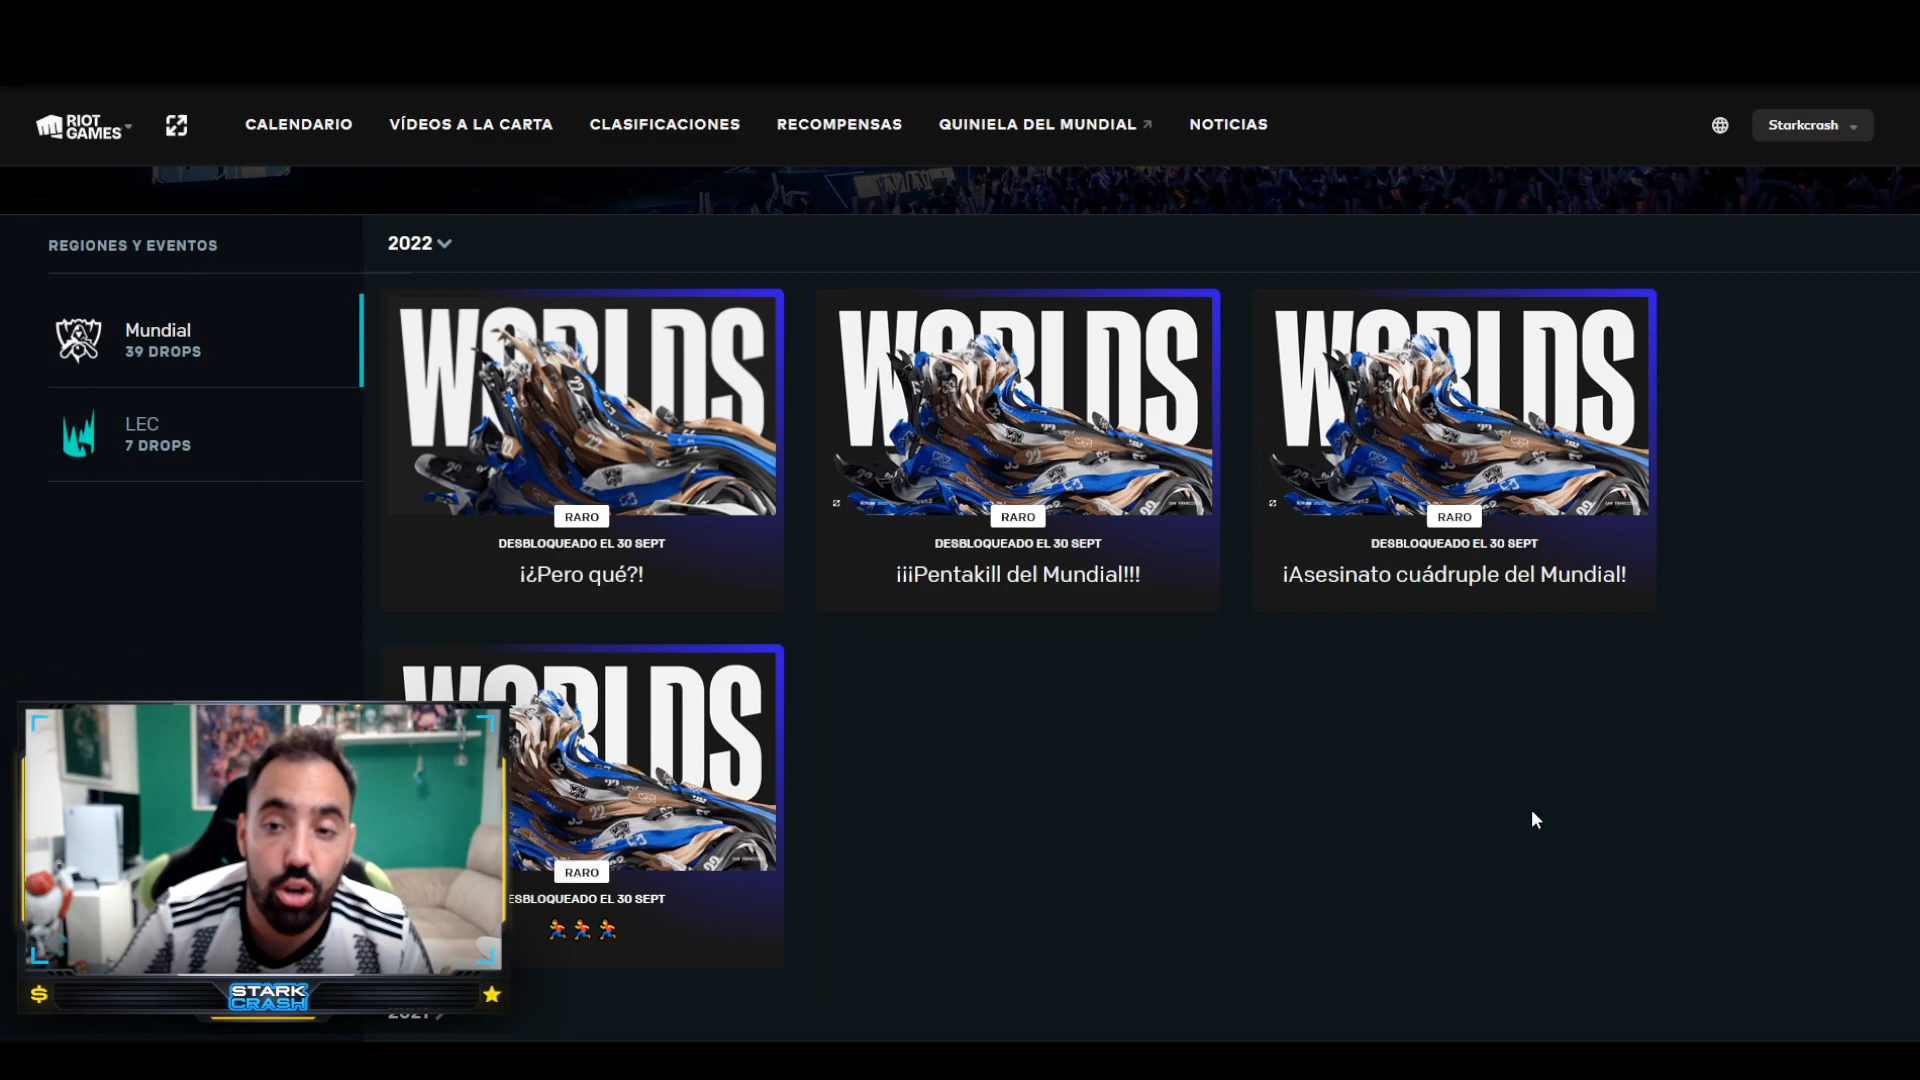 RIOT GAMES
CALENDARIO
VÍDEOS A LA CARTA
CLASIFICACIONES
RECOMPENSAS
QUINIELA DEL MUNDIAL
NOTICIAS
Starkcrash
REGIONES Y EVENTOS
Mundial
39 DROPS
LEC
7 DROPS
2022
WORLDS
RARO
DESBLOQUEADO EL 30 SEPT
¡¿Pero qué?!
WORLDS
RARO
DESBLOQUEADO EL 30 SEPT
¡¡¡Pentakill del Mundial!!!
WORLDS
RARO
DESBLOQUEADO EL 30 SEPT
¡Asesinato cuádruple del Mundial!
WORLDS
RARO
ESBLOQUEADO EL 30 SEPT
🏃🏃🏃
2021
STARK
CRASH